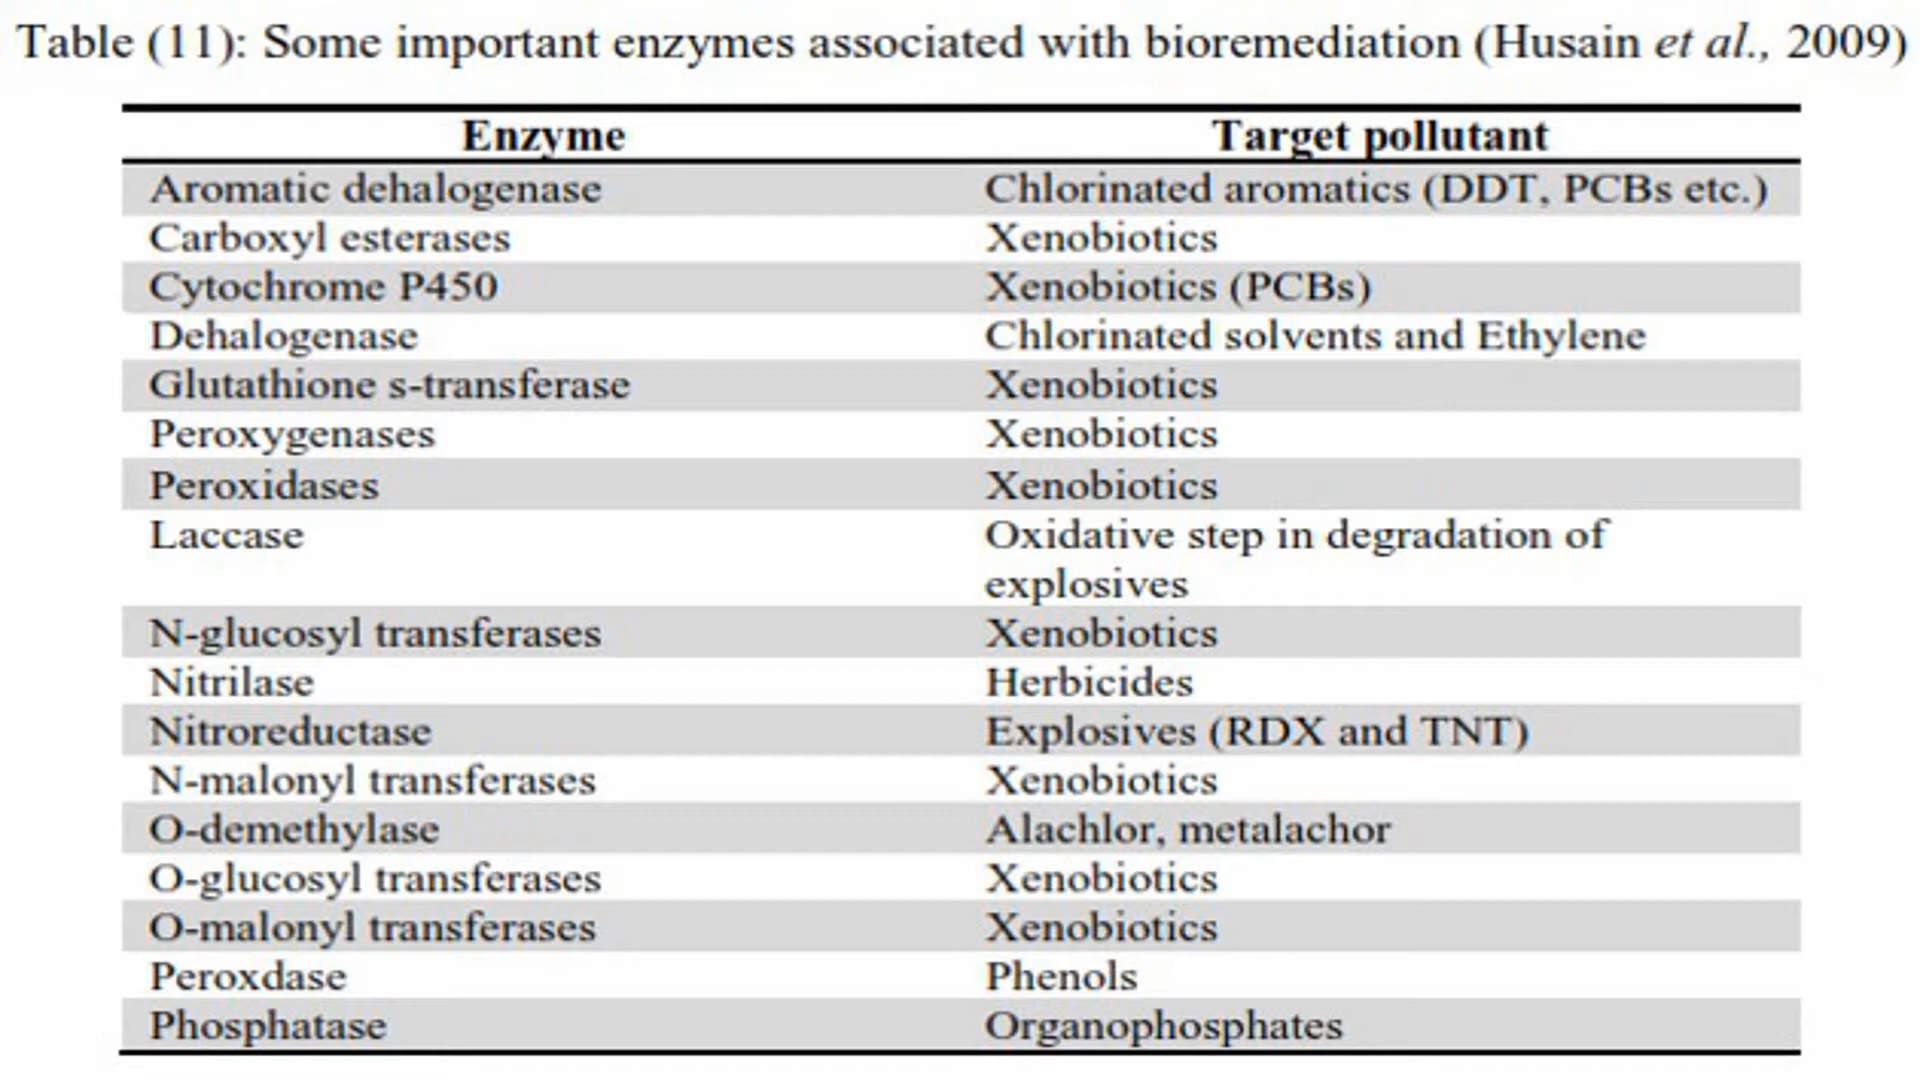 Table (11): Some important enzymes associated with bioremediation (Husain et al., 2009)
Enzyme Target pollutant
Aromatic dehalogenase Chlorinated aromatics (DDT, PCBs etc.)
Carboxyl esterases Xenobiotics
Cytochrome P450 Xenobiotics (PCBs)
Dehalogenase Chlorinated solvents and Ethylene
Glutathione s-transferase Xenobiotics
Peroxygenases Xenobiotics
Peroxidases Xenobiotics
Laccase Oxidative step in degradation of
explosives
N-glucosyl transferases Xenobiotics
Nitrilase Herbicides
Nitroreductase Explosives (RDX and TNT)
N-malonyl transferases Xenobiotics
O-demethylase Alachlor, metalachor
O-glucosyl transferases Xenobiotics
O-malonyl transferases Xenobiotics
Peroxdase Phenols
Phosphatase Organophosphates